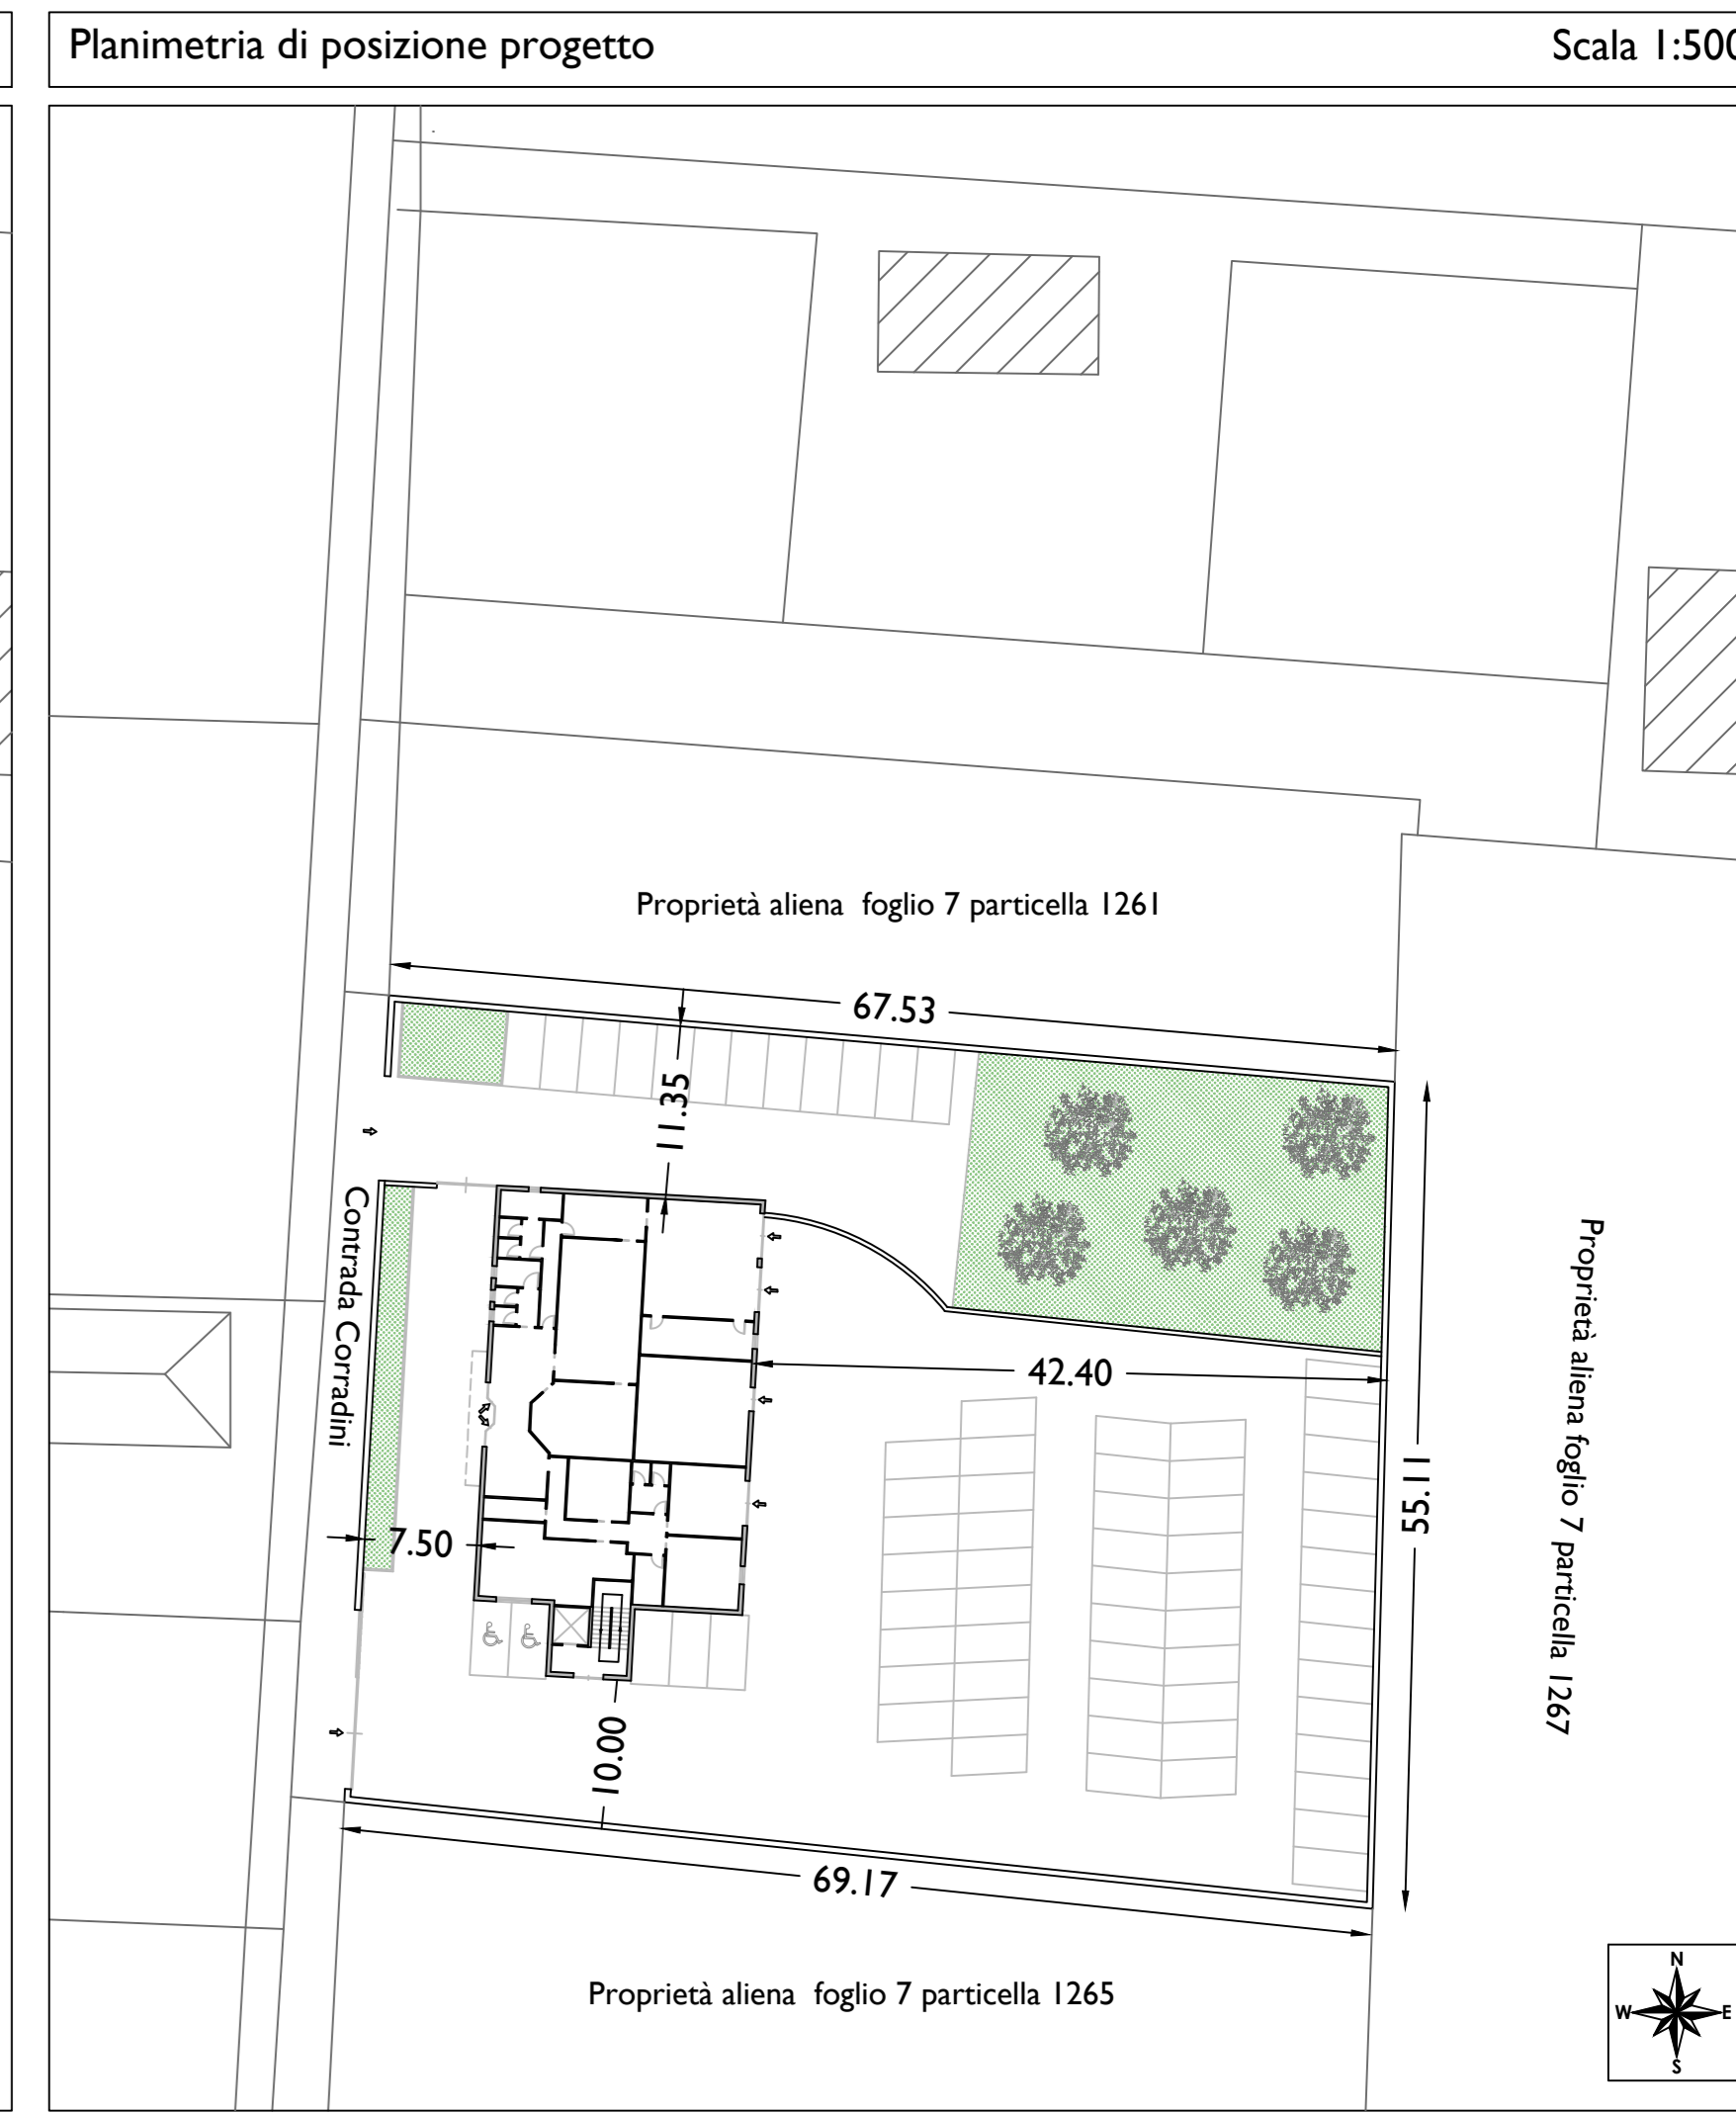 Planimetria di posizione progetto
Scala 1:500
Proprietà aliena foglio 7 particella 1261
67.53
11.35
Contrada Corradini
42.40
55.11
Proprietà aliena foglio 7 particella 1267
7.50
10.00
69.17
Proprietà aliena foglio 7 particella 1265
N
W
E
S